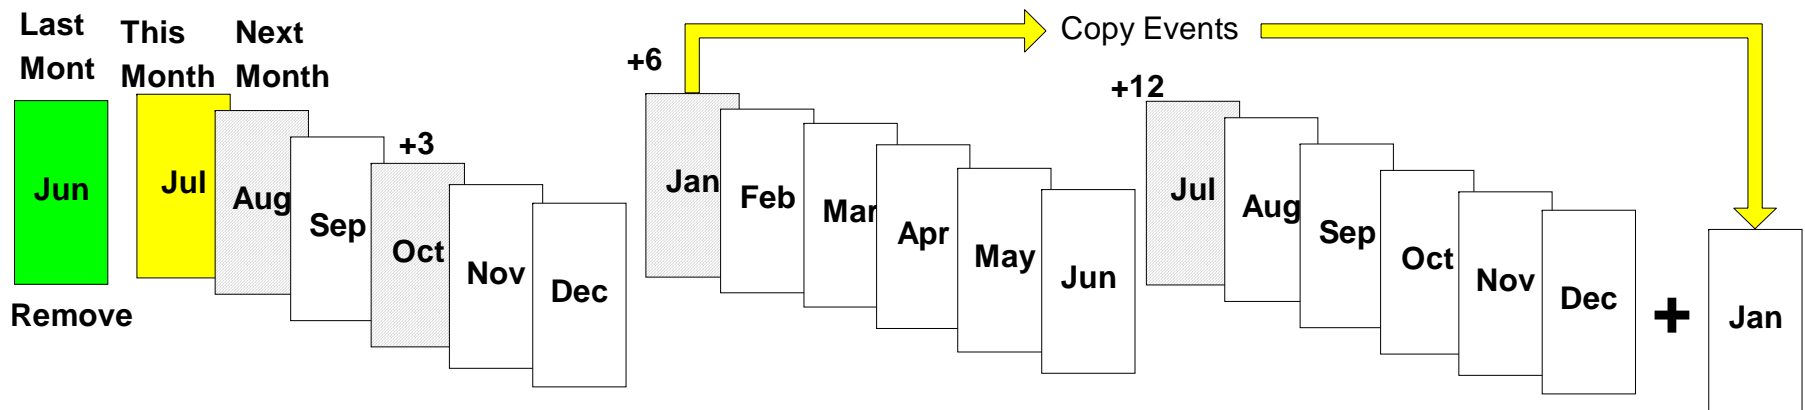 Last
Mont
This
Month
Next
Month
Jun
Remove
Jul
Aug
Sep
+3
Oct
Nov
Dec
+6
Jan
Feb
Mar
Apr
May
Jun
Copy Events
+12
Jul
Aug
Sep
Oct
Nov
Dec
+
Jan